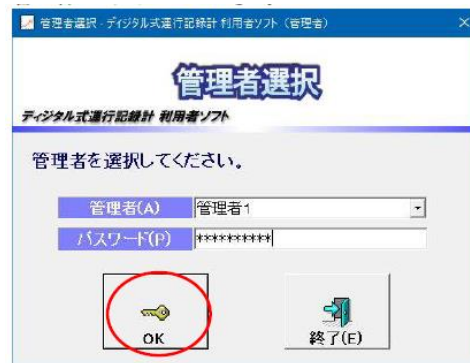 管理者選択 - ディジタル式運行記録計 利用者ソフト（管理者）
管理者選択
ディジタル式運行記録計 利用者ソフト
管理者を選択してください。
管理者(A) 管理者1
パスワード(P) **********
OK 終了(E)